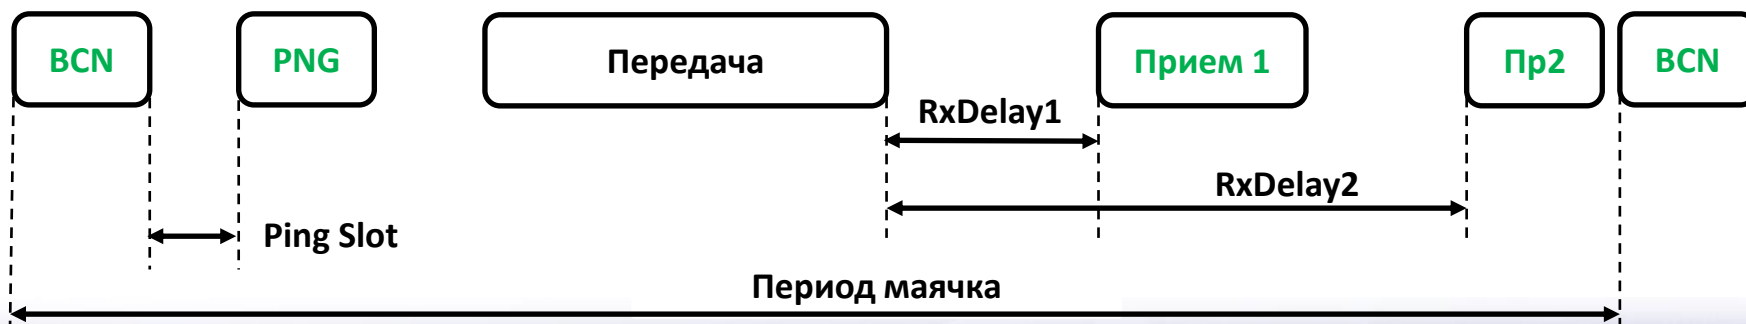 BCN
PNG
Передача
Прием 1
Пр2
BCN
RxDelay1
RxDelay2
Ping Slot
Период маячка